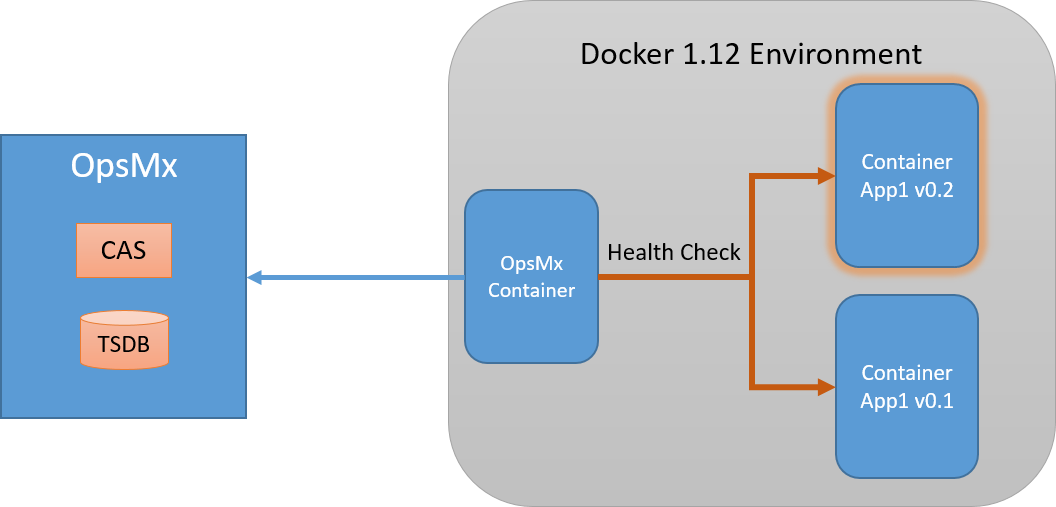 Docker 1.12 Environment
OpsMx
CAS
TSDB
OpsMx
Container
Health Check
Container
App1 v0.2
Container
App1 v0.1